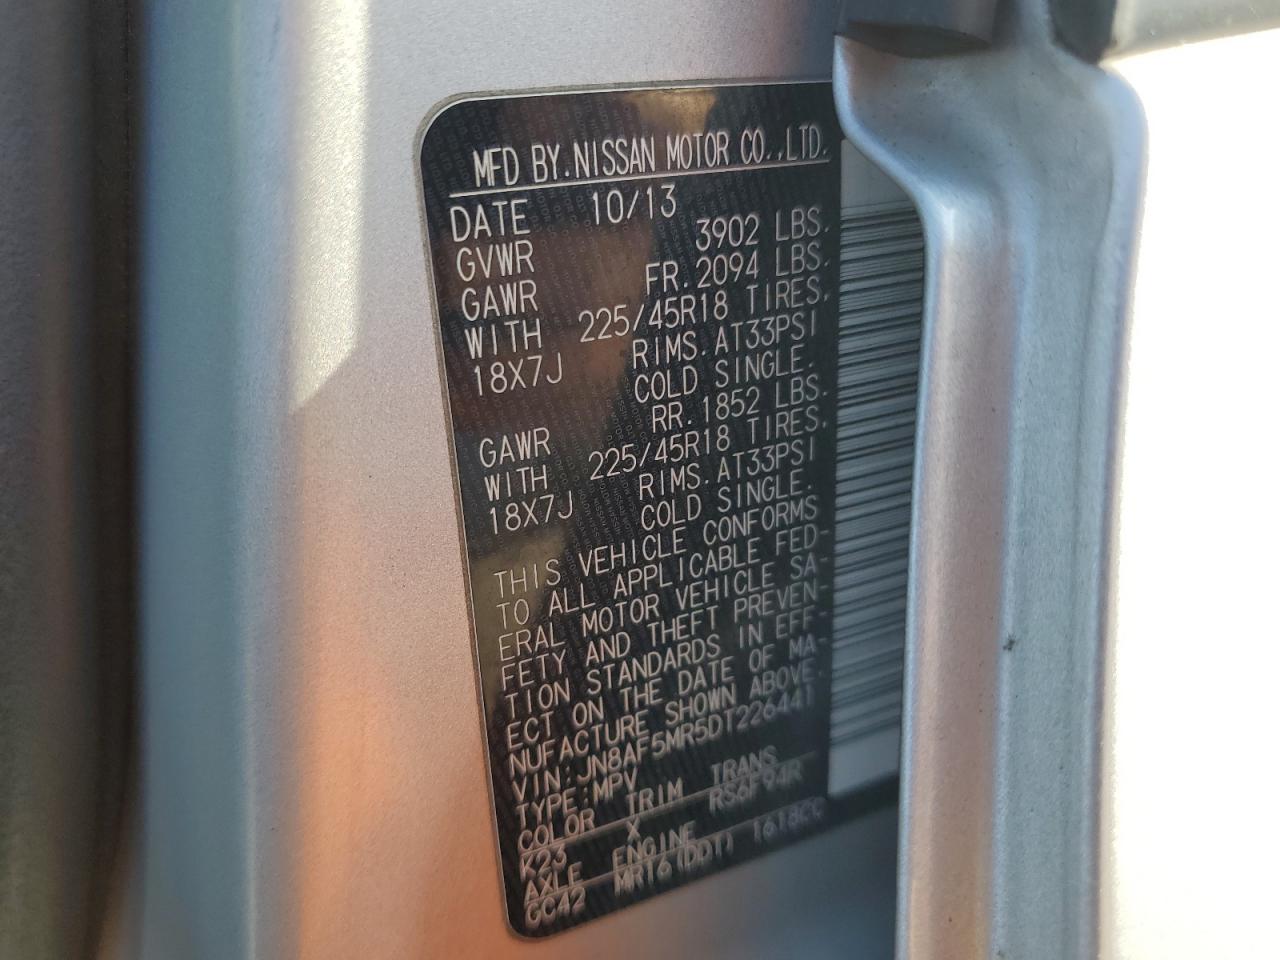 MFD BY.NISSAN MOTOR CO.,LTD.
DATE 10/13
GVWR 3902 LBS.
GAWR FR.2094 LBS.
WITH 225/45R18 TIRES,
18X7J RIMS.AT33PSI
COLD SINGLE.
GAWR RR.1852 LBS.
WITH 225/45R18 TIRES,
18X7J RIMS.AT33PSI
COLD SINGLE.
THIS VEHICLE CONFORMS
TO ALL APPLICABLE FED-
ERAL MOTOR VEHICLE SA-
FETY AND THEFT PREVEN-
TION STANDARDS IN EFF-
ECT ON THE DATE OF MA-
NUFACTURE SHOWN ABOVE.
VIN:JN8AF5MR5DT226441
TYPE:MPV
COLOR TRIM TRANS
K23 X RS6F94R
AXLE ENGINE
GC42 MR16(DDT) 1618CC